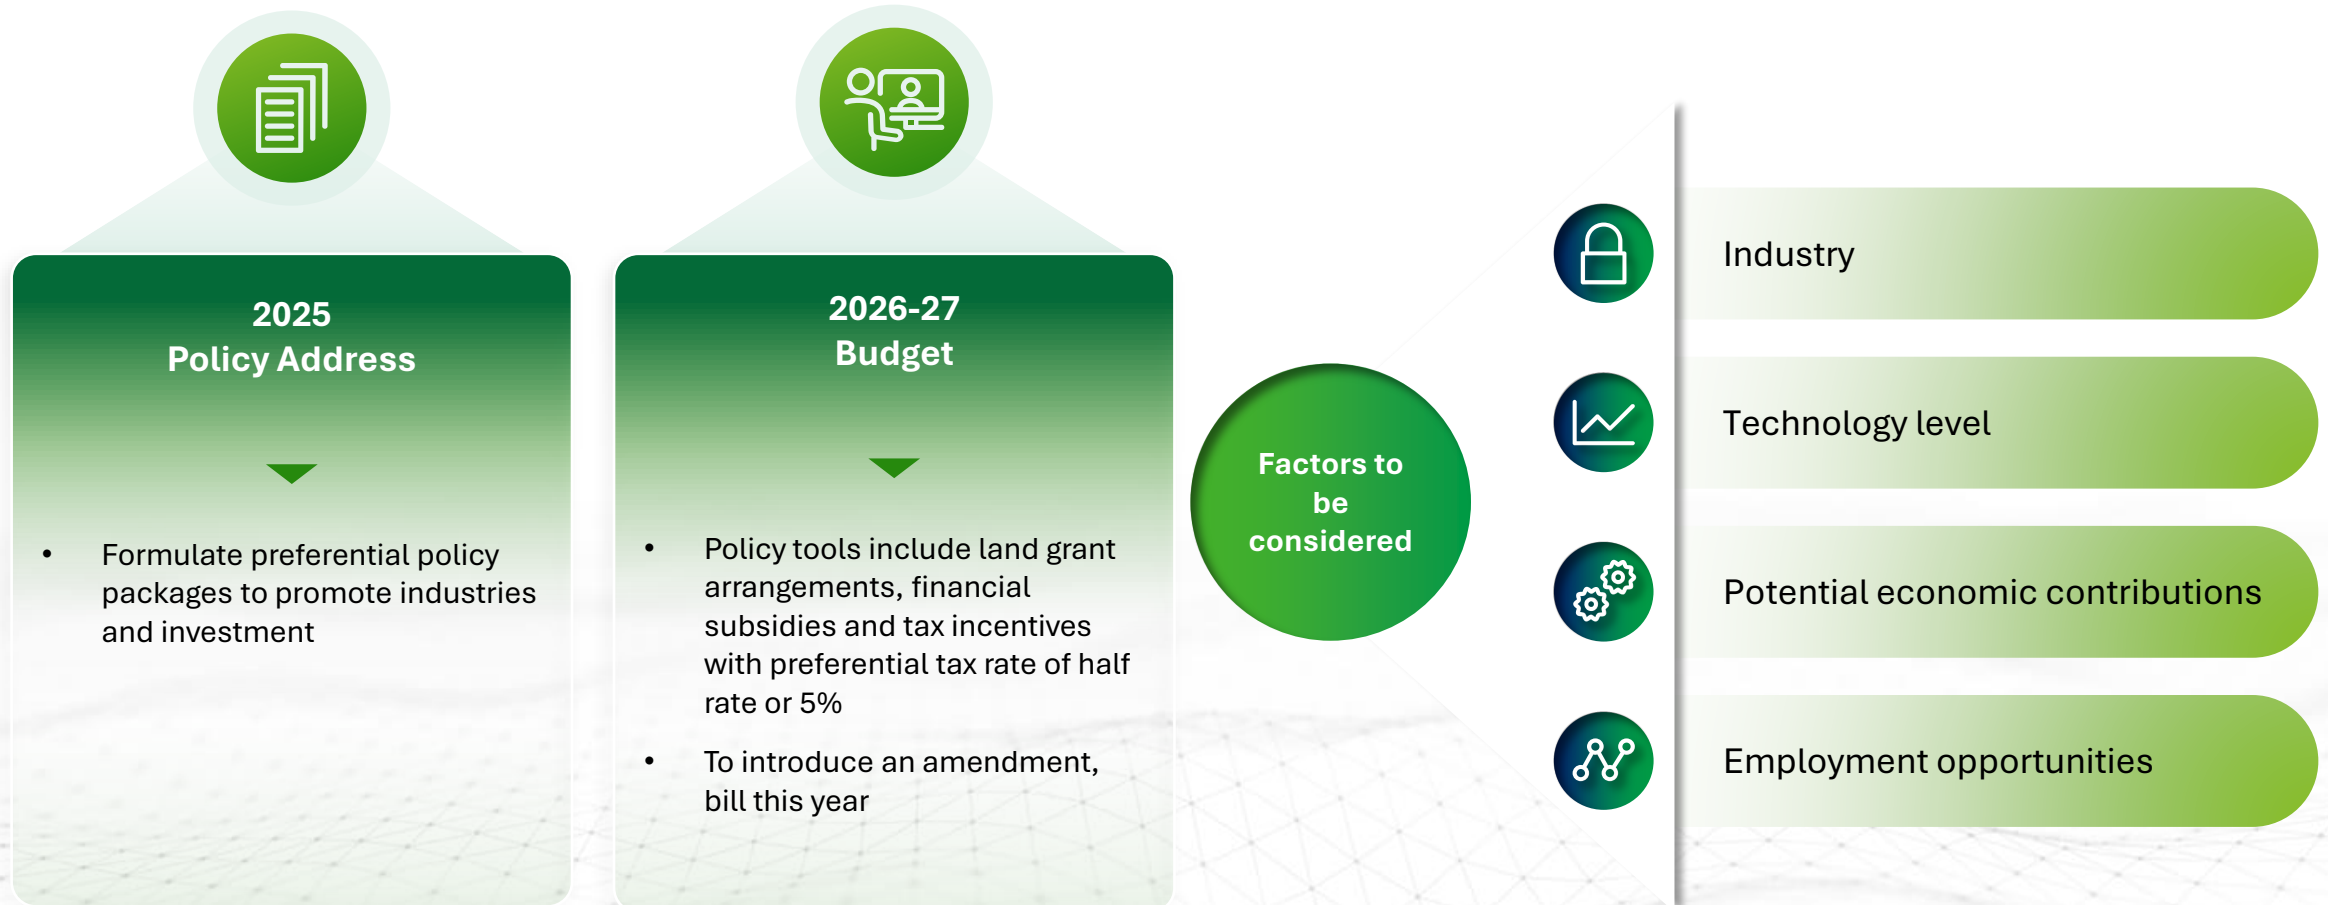 2025
Policy Address
• Formulate preferential policy
packages to promote industries
and investment
2026-27
Budget
• Policy tools include land grant
arrangements, financial
subsidies and tax incentives
with preferential tax rate of half
rate or 5%
• To introduce an amendment,
bill this year
Factors to
be
considered
Industry
Technology level
Potential economic contributions
Employment opportunities